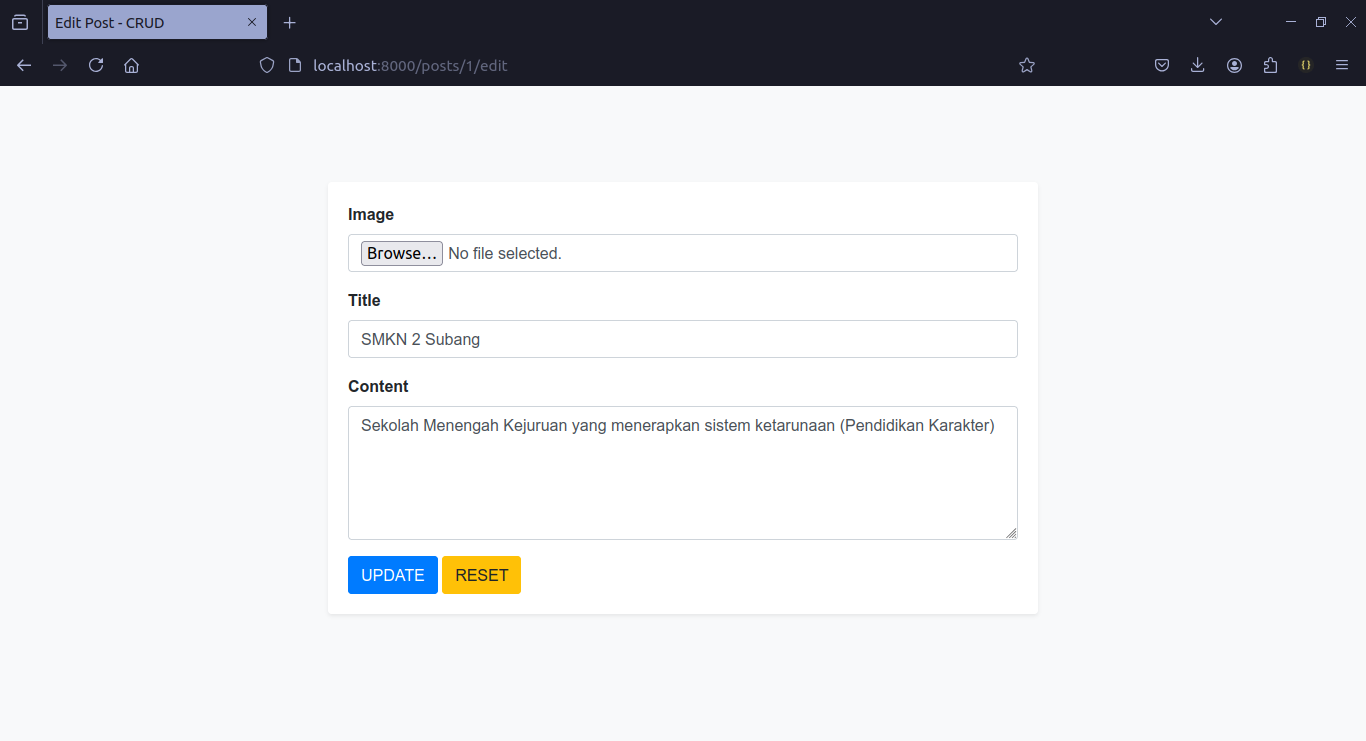 Edit Post - CRUD
localhost:8000/posts/1/edit
Image
Browse... No file selected.
Title
SMKN 2 Subang
Content
Sekolah Menengah Kejuruan yang menerapkan sistem ketarunaan (Pendidikan Karakter)
UPDATE RESET